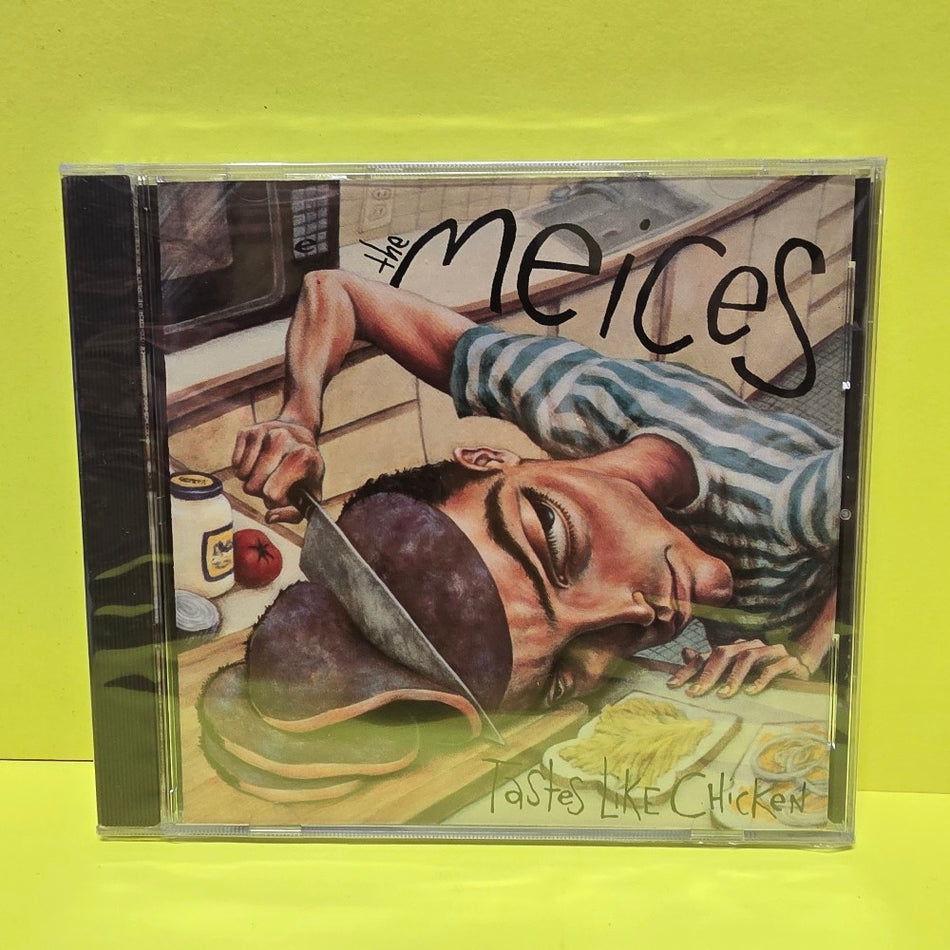 the Meices
Tastes Like Chicken